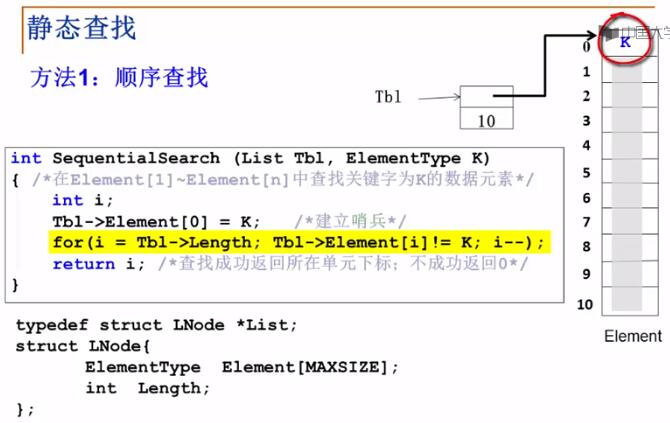 静态查找
方法1：顺序查找
Tbl
10
int SequentialSearch (List Tbl, ElementType K)
{ /*在Element[1]~Element[n]中查找关键字为K的数据元素*/
int i;
Tbl->Element[0] = K; /*建立哨兵*/
for(i = Tbl->Length; Tbl->Element[i]!= K; i--);
return i; /*查找成功返回所在单元下标；不成功返回0*/
}
typedef struct LNode *List;
struct LNode{
ElementType Element[MAXSIZE];
int Length;
};
中国大学
0 K
1
2
3
4
5
6
7
8
9
10
Element